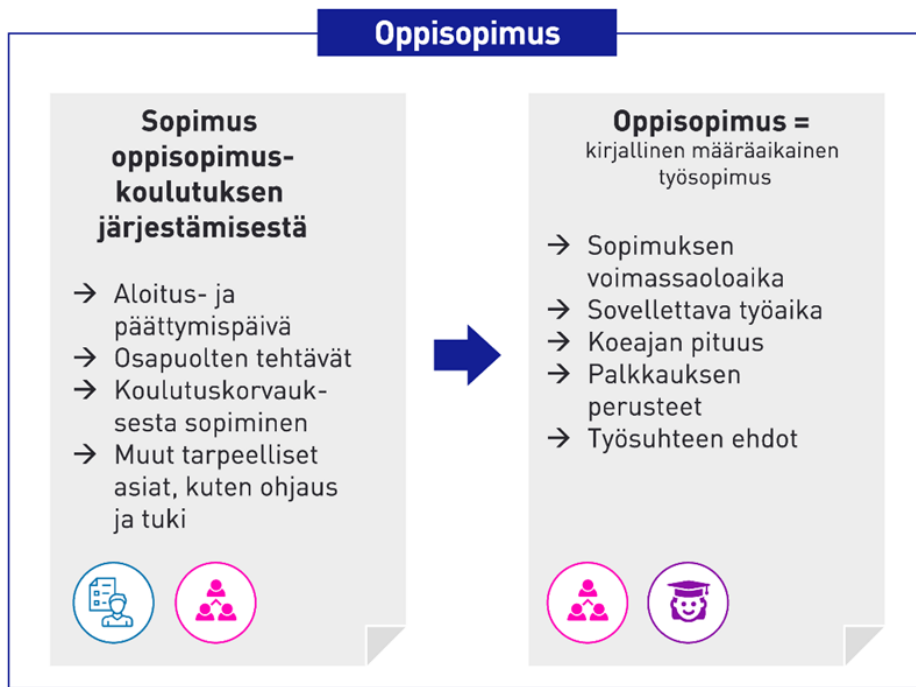 Oppisopimus
Sopimus
oppisopimus-
koulutuksen
järjestämisestä
→ Aloitus- ja
päättymispäivä
→ Osapuolten tehtävät
→ Koulutuskorvauk-
sesta sopiminen
→ Muut tarpeelliset
asiat, kuten ohjaus
ja tuki
Oppisopimus =
kirjallinen määräaikainen
työsopimus
→ Sopimuksen
voimassaoloaika
→ Sovellettava työaika
→ Koeajan pituus
→ Palkkauksen
perusteet
→ Työsuhteen ehdot